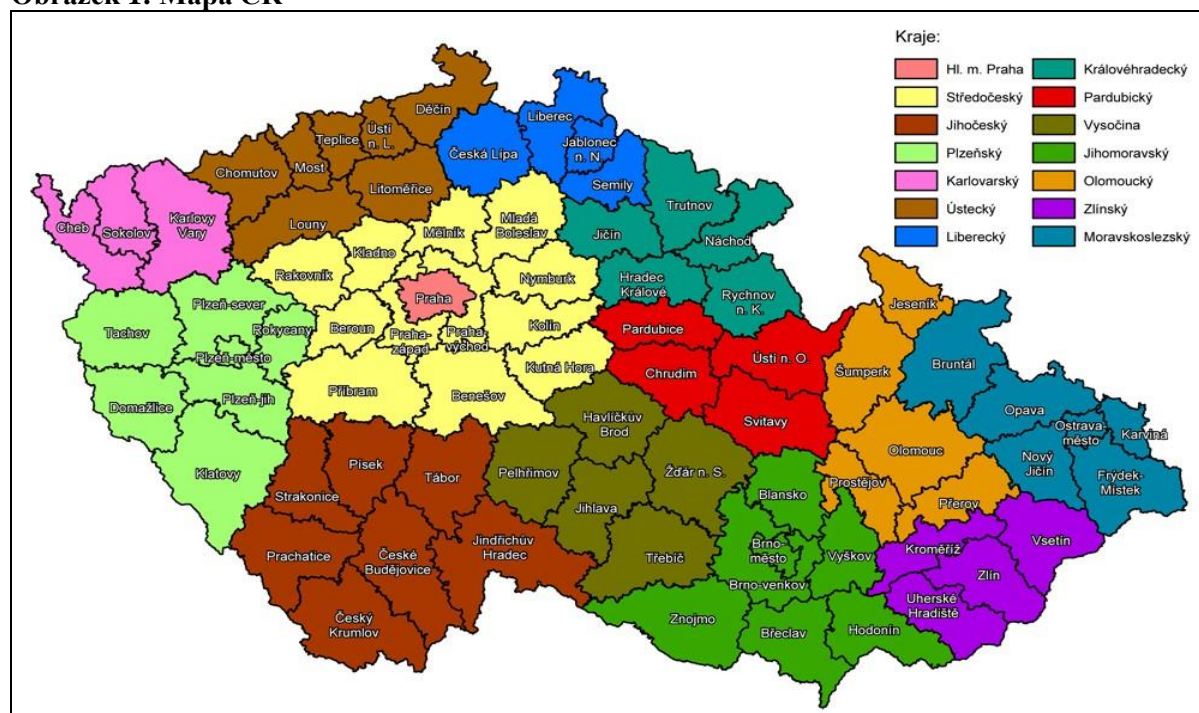 Obrázek 1: Mapa ČR
Kraje:
Hl. m. Praha
Středočeský
Jihočeský
Plzeňský
Karlovarský
Ústecký
Liberecký
Královéhradecký
Pardubický
Vysočina
Jihomoravský
Olomoucký
Zlínský
Moravskoslezský
Děčín
Ústí
n. L.
Teplice
Most
Chomutov
Litoměřice
Louny
Liberec
Jablonec
n. N.
Česká Lípa
Semily
Cheb
Sokolov
Karlovy
Vary
Trutnov
Jičín
Náchod
Hradec
Králové
Rychnov
n. K.
Mělník
Mladá
Boleslav
Kladno
Rakovník
Praha
Nymburk
Beroun
Praha-
západ
Praha
východ
Kolín
Kutná Hora
Příbram
Benešov
Plzeň-sever
Tachov
Rokycany
Plzeň-město
Plzeň-jih
Domažlice
Klatovy
Pardubice
Ústí n. O.
Chrudim
Svitavy
Jeseník
Šumperk
Olomouc
Prostějov
Přerov
Bruntál
Opava
Ostrava-
město
Karviná
Nový
Jičín
Frýdek-
Místek
Havlíčkův
Brod
Pelhřimov
Žďár n. S.
Jihlava
Třebíč
Písek
Tábor
Strakonice
Prachatice
České
Budějovice
Jindřichův
Hradec
Český
Krumlov
Blansko
Brno-
město
Vyškov
Brno-venkov
Znojmo
Břeclav
Hodonín
Kroměříž
Vsetín
Zlín
Uherské
Hradiště